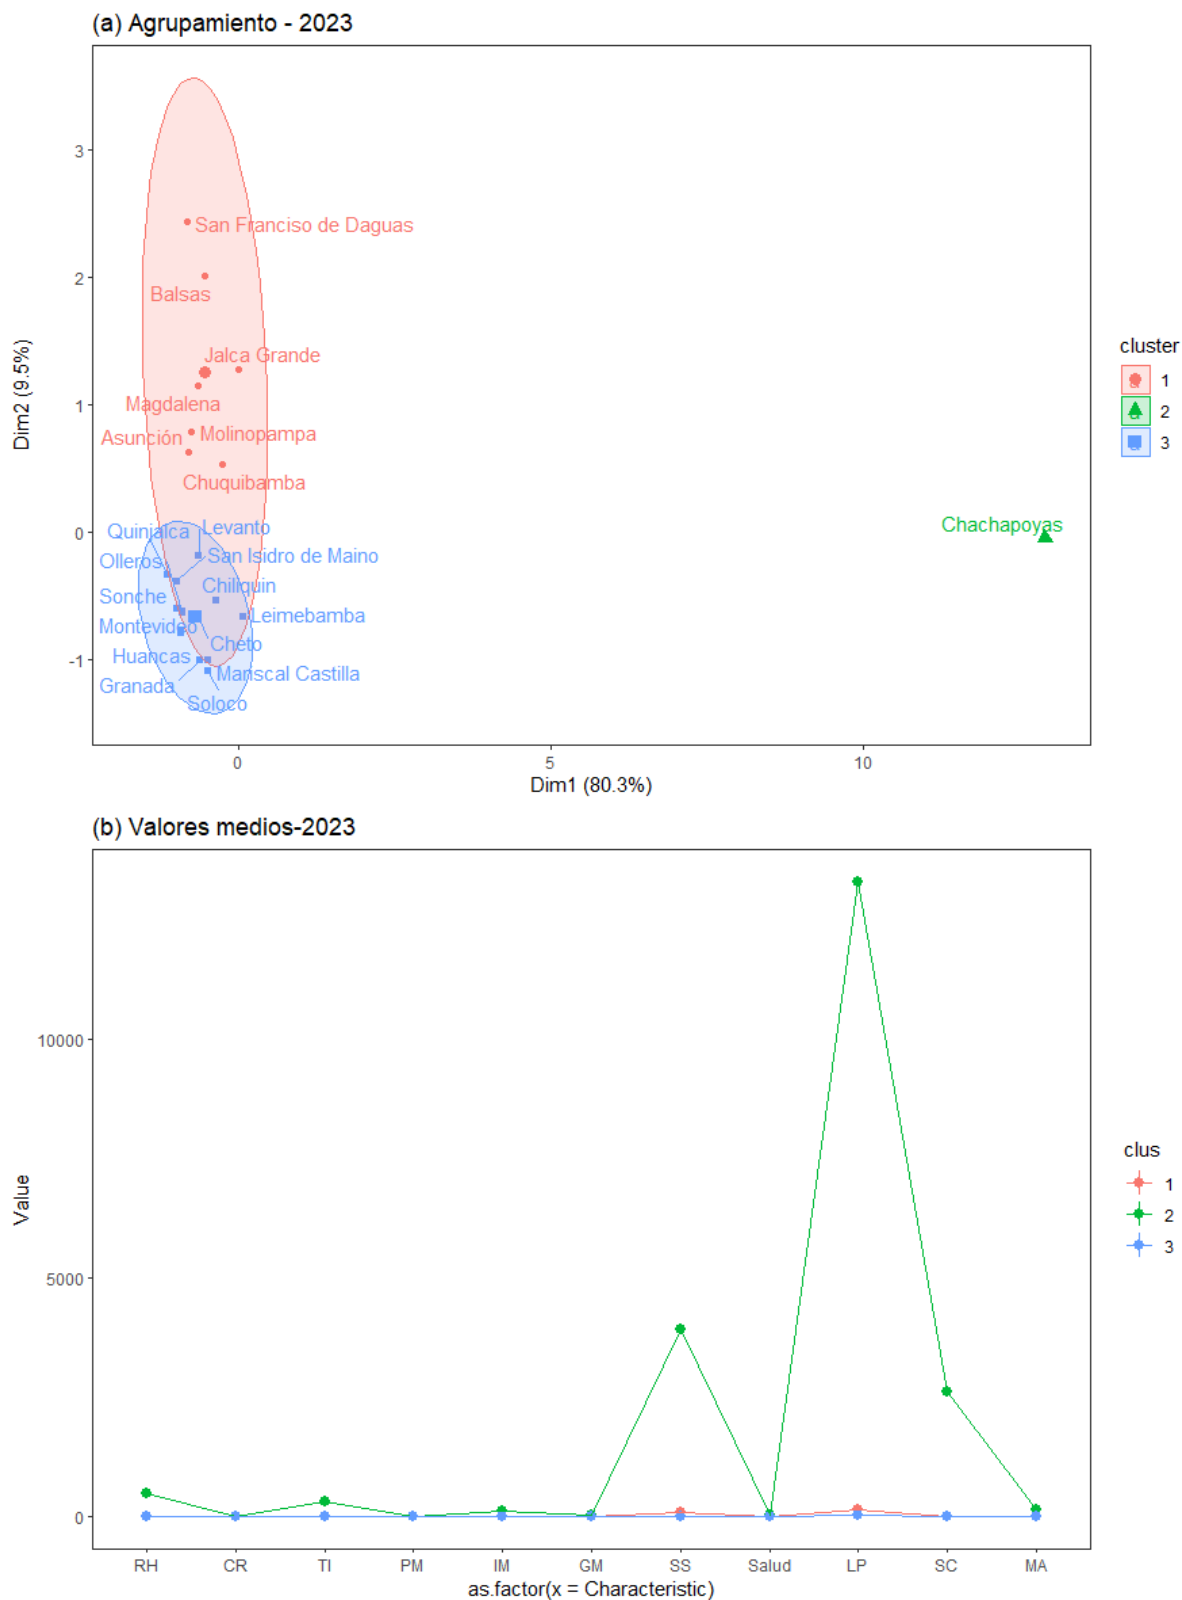 (a) Agrupamiento - 2023
3
2
1
0
-1
Dim2 (9.5%)
San Franciso de Daguas
Balsas
Jalca Grande
Magdalena
Molinopampa
Asunción
Chuquibamba
Quinjalca
Levanto
Olleros
San Isidro de Maino
Chiliquin
Sonche
Leimebamba
Montevideo
Cheto
Huancas
Mariscal Castilla
Granada
Soloco
Chachapoyas
cluster
1
2
3
0
5
10
Dim1 (80.3%)
(b) Valores medios-2023
10000
5000
0
Value
clus
1
2
3
RH CR TI PM IM GM SS Salud LP SC MA
as.factor(x = Characteristic)